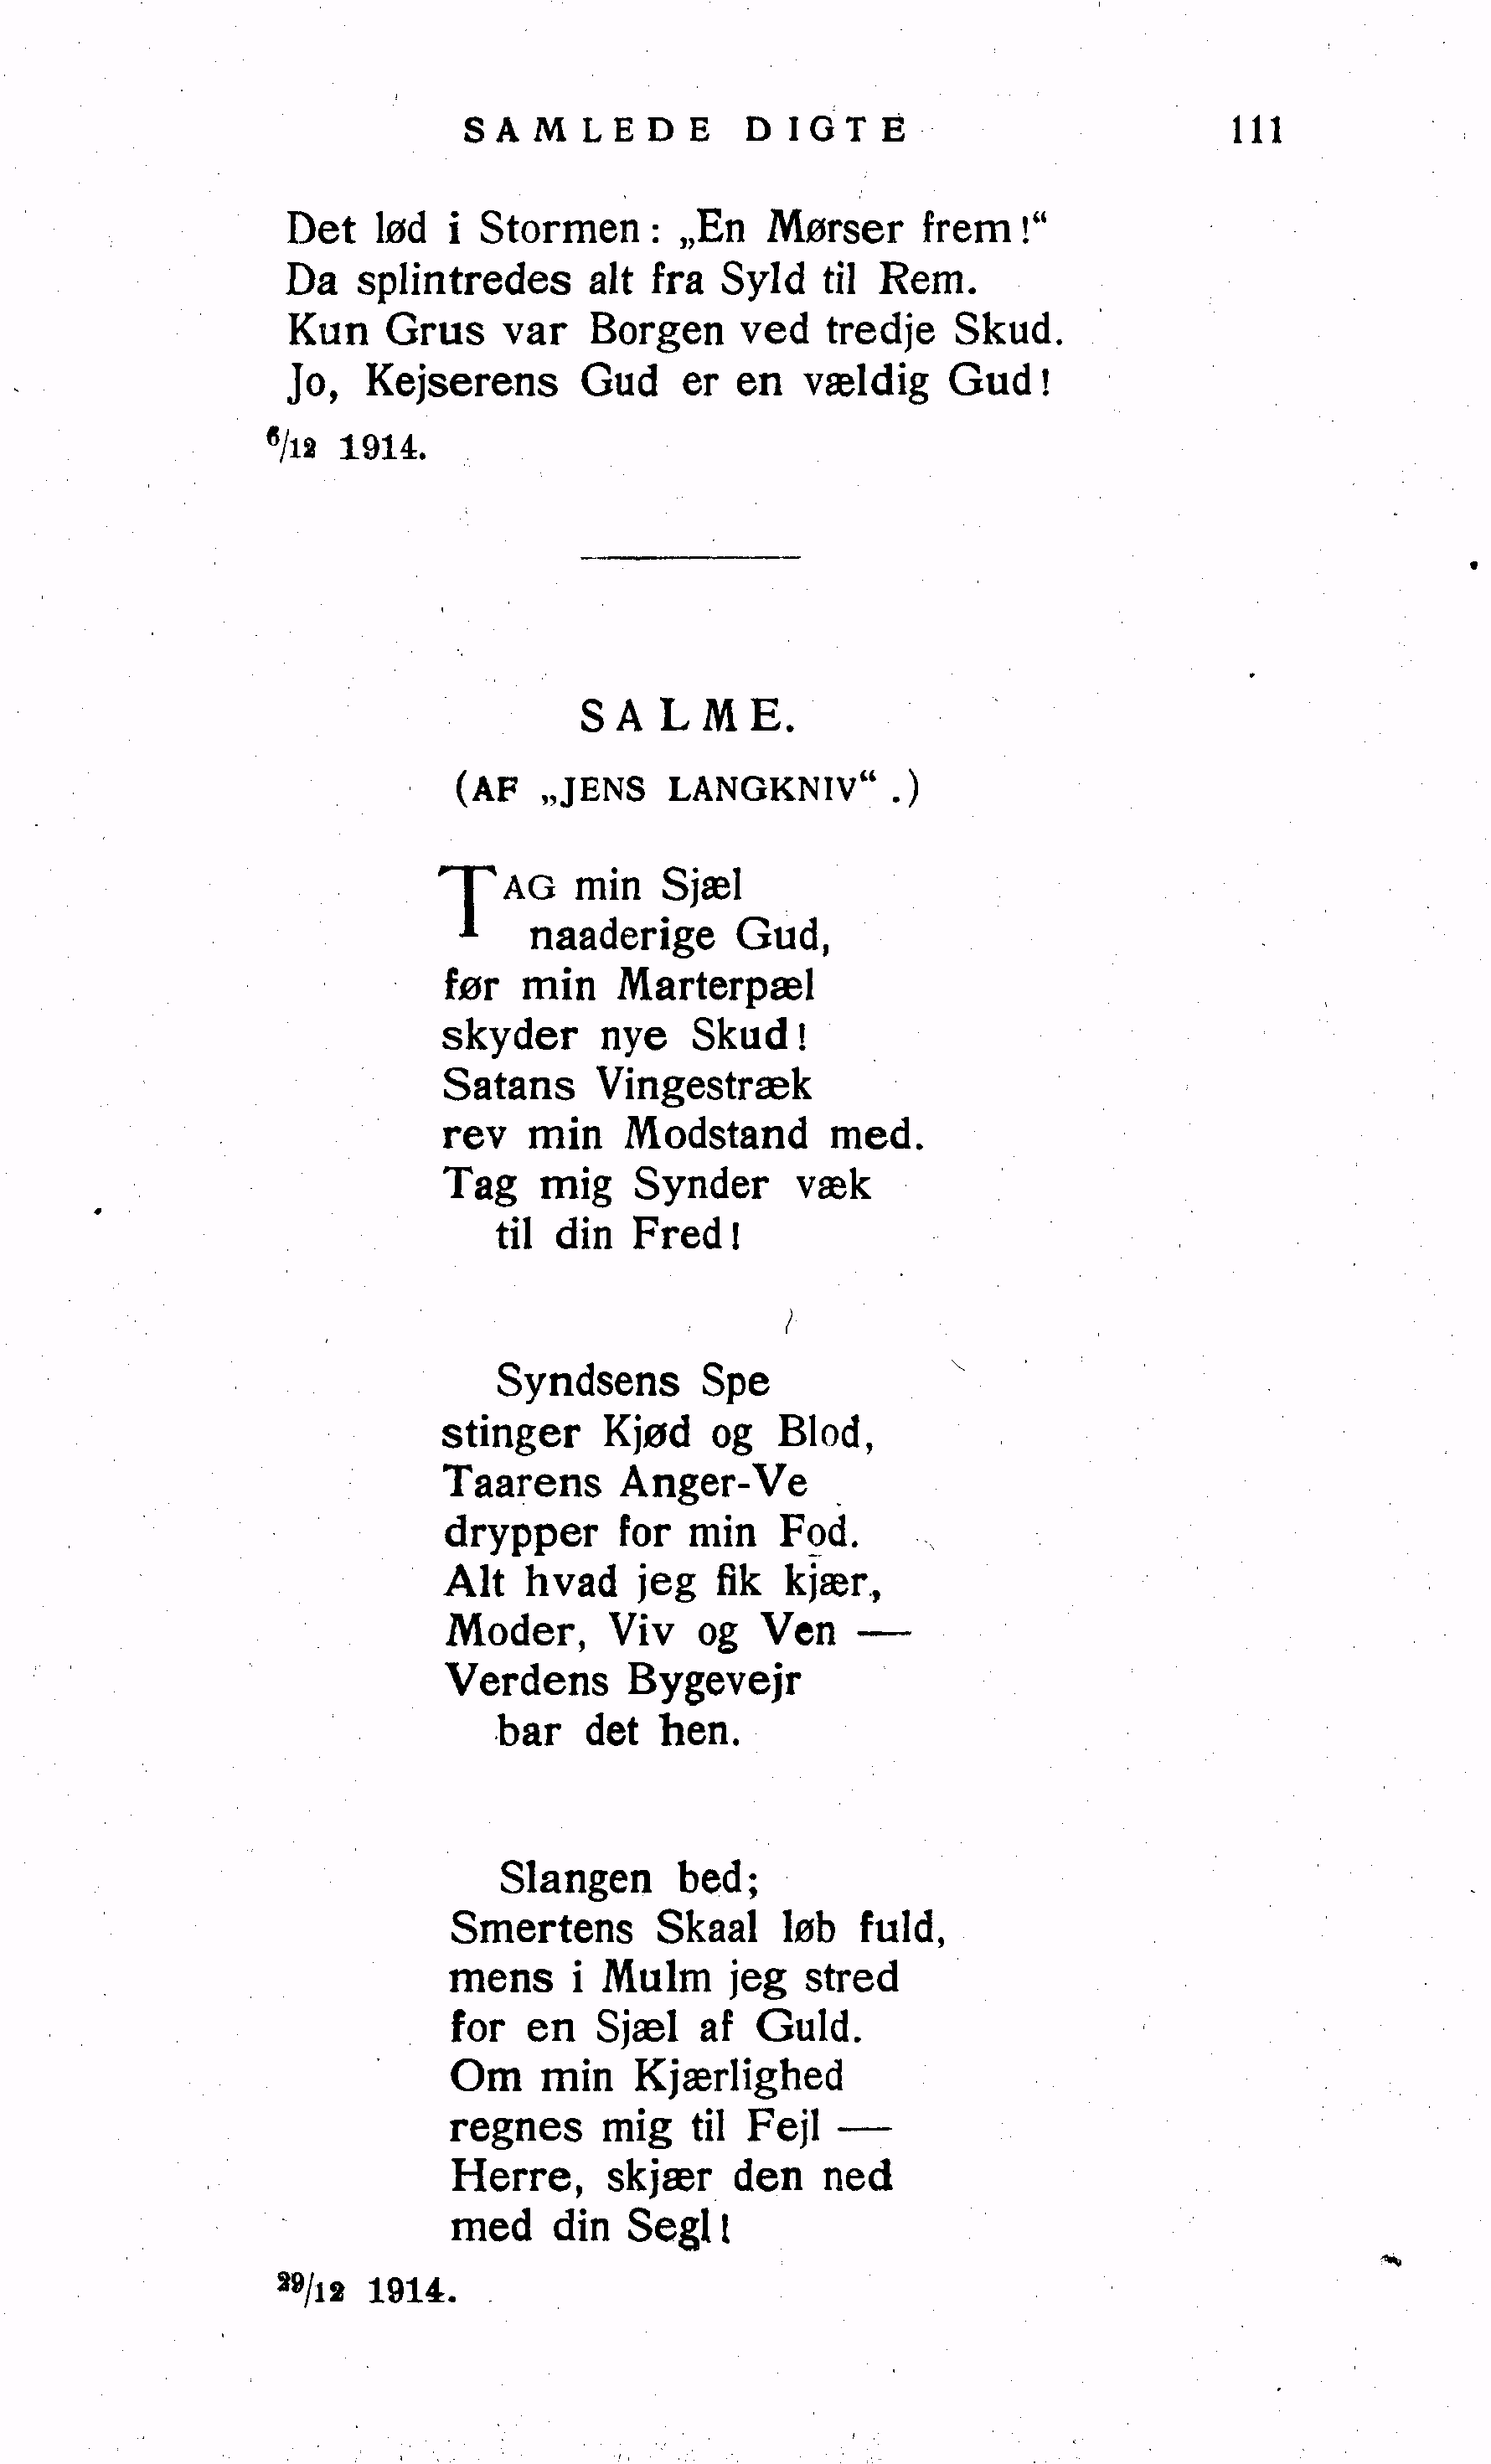 SAMLEDE DIGTE 111
Det lød i Stormen: „En Mørser frem!“
Da splintredes alt fra Syld til Rem.
Kun Grus var Borgen ved tredje Skud.
Jo, Kejserens Gud er en vældig Gud!
6/12 1914.
SALME.
(AF „JENS LANGKNIV“.)
TAG min Sjæl
naaderige Gud,
før min Marterpæl
skyder nye Skud!
Satans Vingestræk
rev min Modstand med.
Tag mig Synder væk
til din Fred!
Syndsens Spe
stinger Kjød og Blod,
Taarens Anger-Ve
drypper for min Fod.
Alt hvad jeg fik kjær,
Moder, Viv og Ven —
Verdens Bygevejr
bar det hen.
Slangen bed;
Smertens Skaal løb fuld,
mens i Mulm jeg stred
for en Sjæl af Guld.
Om min Kjærlighed
regnes mig til Fejl —
Herre, skjær den ned
med din Segl!
29/12 1914.